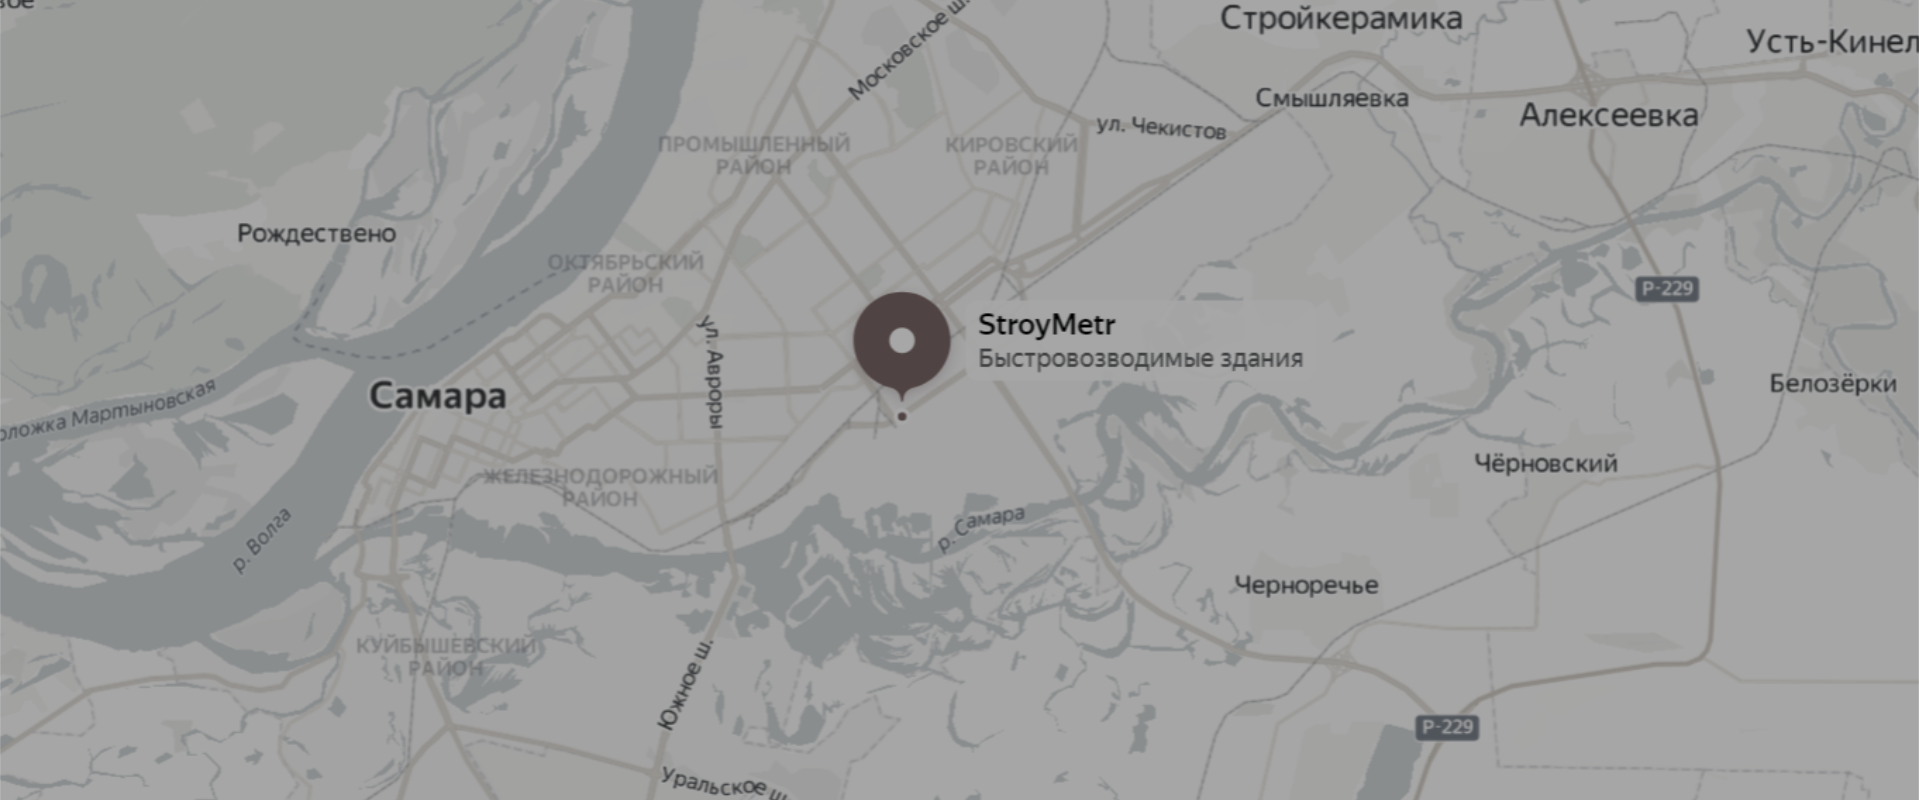 Стройкерамика
Усть-Кинел
Московское ш.
Смышляевка
Алексеевка
ул. Чекистов
ПРОМЫШЛЕННЫЙ
РАЙОН
КИРОВСКИЙ
РАЙОН
Рождествено
ОКТЯБРЬСКИЙ
РАЙОН
Р-229
StroyMetr
Быстровозводимые здания
ул. Авроры
Самара
Белозёрки
оложка Мартыновская
Чёрновский
ЖЕЛЕЗНОДОРОЖНЫЙ
РАЙОН
р. Волга
р. Самара
Черноречье
КУЙБЫШЕВСКИЙ
РАЙОН
Южное ш.
Р-229
Уральское ш